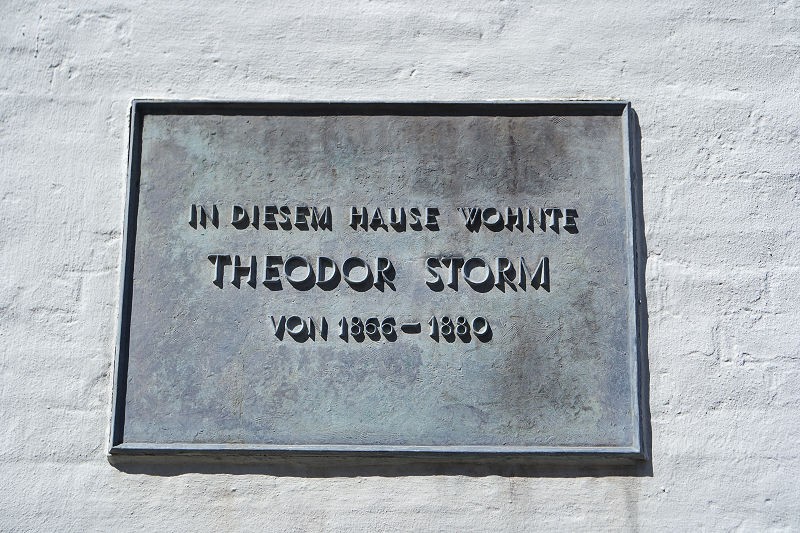 IN DIESEM HAUSE WOHNTE
THEODOR STORM
VON 1866–1880